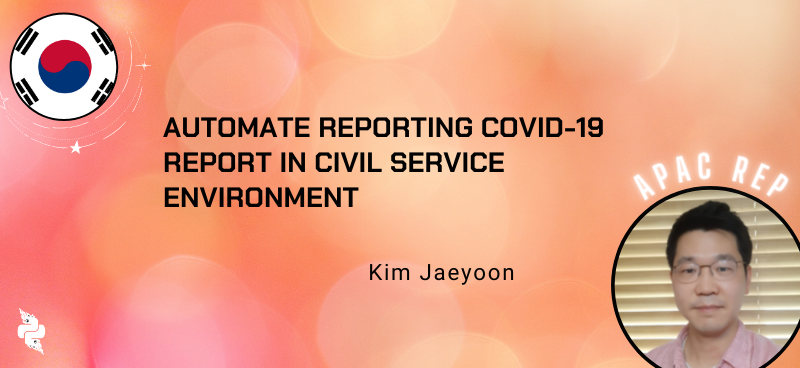 AUTOMATE REPORTING COVID-19
REPORT IN CIVIL SERVICE
ENVIRONMENT
APAC REP
Kim Jaeyoon